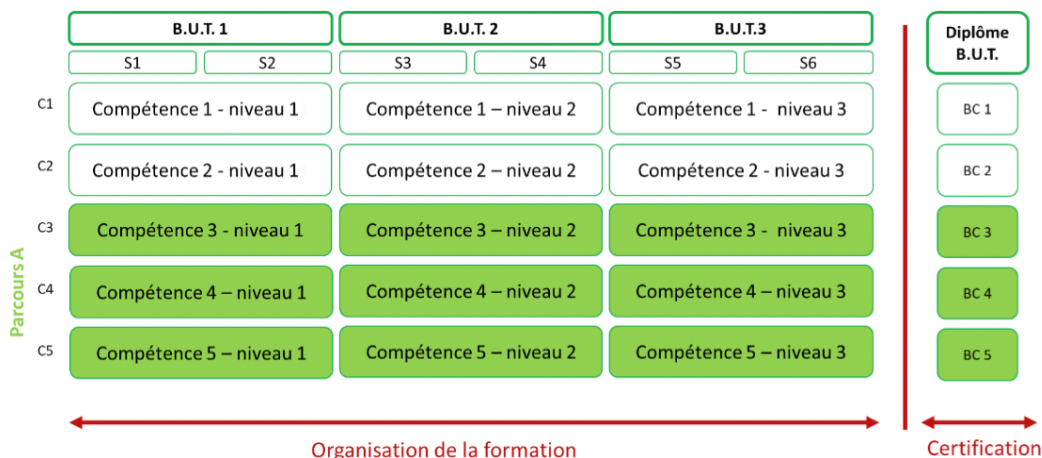 B.U.T. 1 B.U.T. 2 B.U.T.3 Diplôme
B.U.T.
S1 S2 S3 S4 S5 S6
C1 Compétence 1 - niveau 1 Compétence 1 – niveau 2 Compétence 1 - niveau 3 BC 1
C2 Compétence 2 - niveau 1 Compétence 2 – niveau 2 Compétence 2 - niveau 3 BC 2
Parcours A
C3 Compétence 3 - niveau 1 Compétence 3 – niveau 2 Compétence 3 - niveau 3 BC 3
C4 Compétence 4 – niveau 1 Compétence 4 – niveau 2 Compétence 4 – niveau 3 BC 4
C5 Compétence 5 – niveau 1 Compétence 5 – niveau 2 Compétence 5 – niveau 3 BC 5
Organisation de la formation Certification